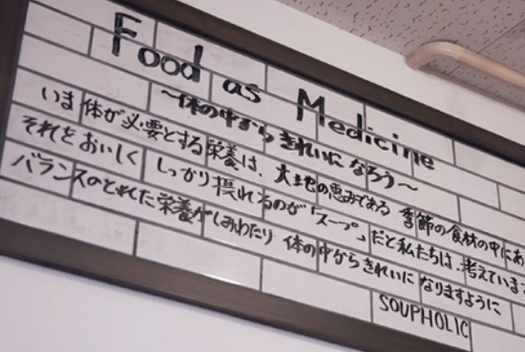 Food as Medicine
～体の中から きれいに なろう～
いま 体が必要とする 栄養は、大地の恵みである 季節の食材の中にあ
それを おいしく しっかり 摂れるのが「スープ」だと私たちは、考えていま
バランスのとれた 栄養がしみわたり 体の中からきれいに なりますように
SOUPHOLIC